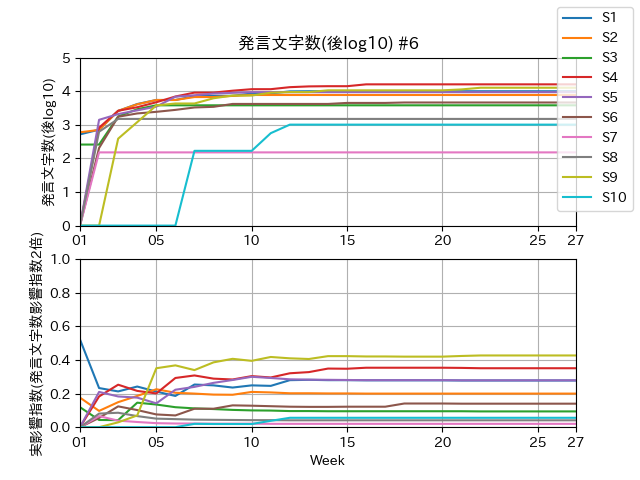 発言文字数(後log10) #6
S1
S2
S3
S4
S5
S6
S7
S8
S9
S10
発言文字数(後log10)
5
4
3
2
1
0
01 05 10 15 20 25 27
実影響指数(発言文字数影響指数2倍)
1.0
0.8
0.6
0.4
0.2
0.0
01 05 10 15 20 25 27
Week